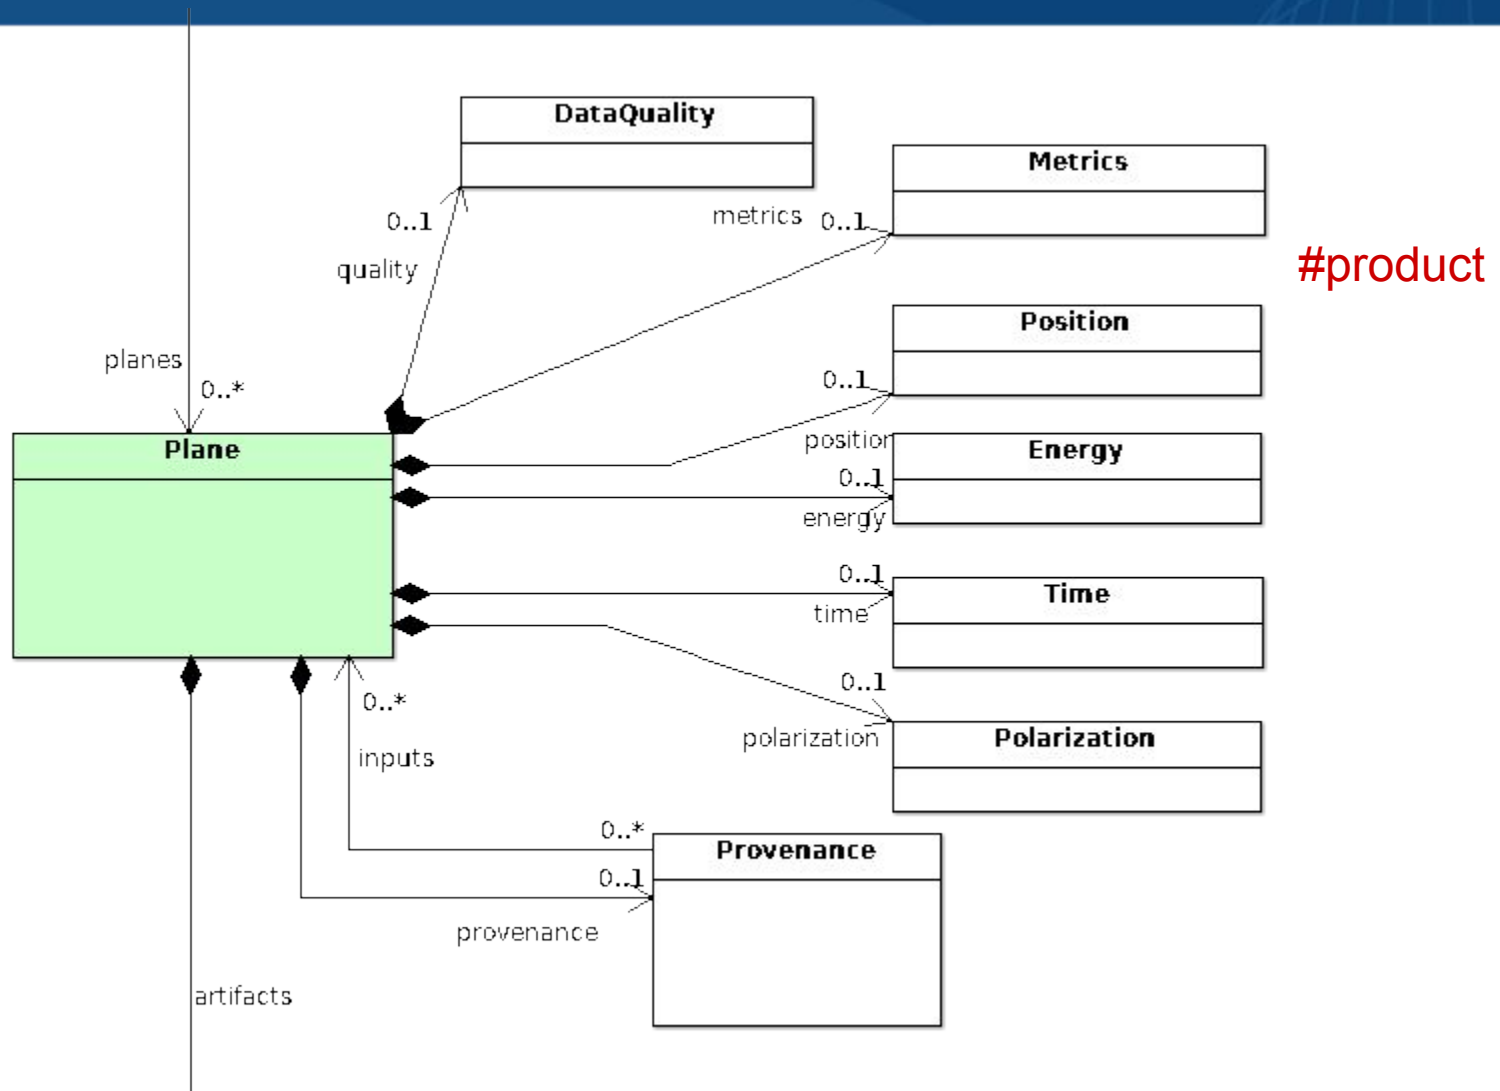 DataQuality
Metrics
0..1
metrics
0..1
quality
#product
Position
planes
0..*
0..1
Plane
position
Energy
0..1
energy
0..1
Time
time
0..1
0..*
polarization
Polarization
inputs
0..*
Provenance
0..1
provenance
artifacts